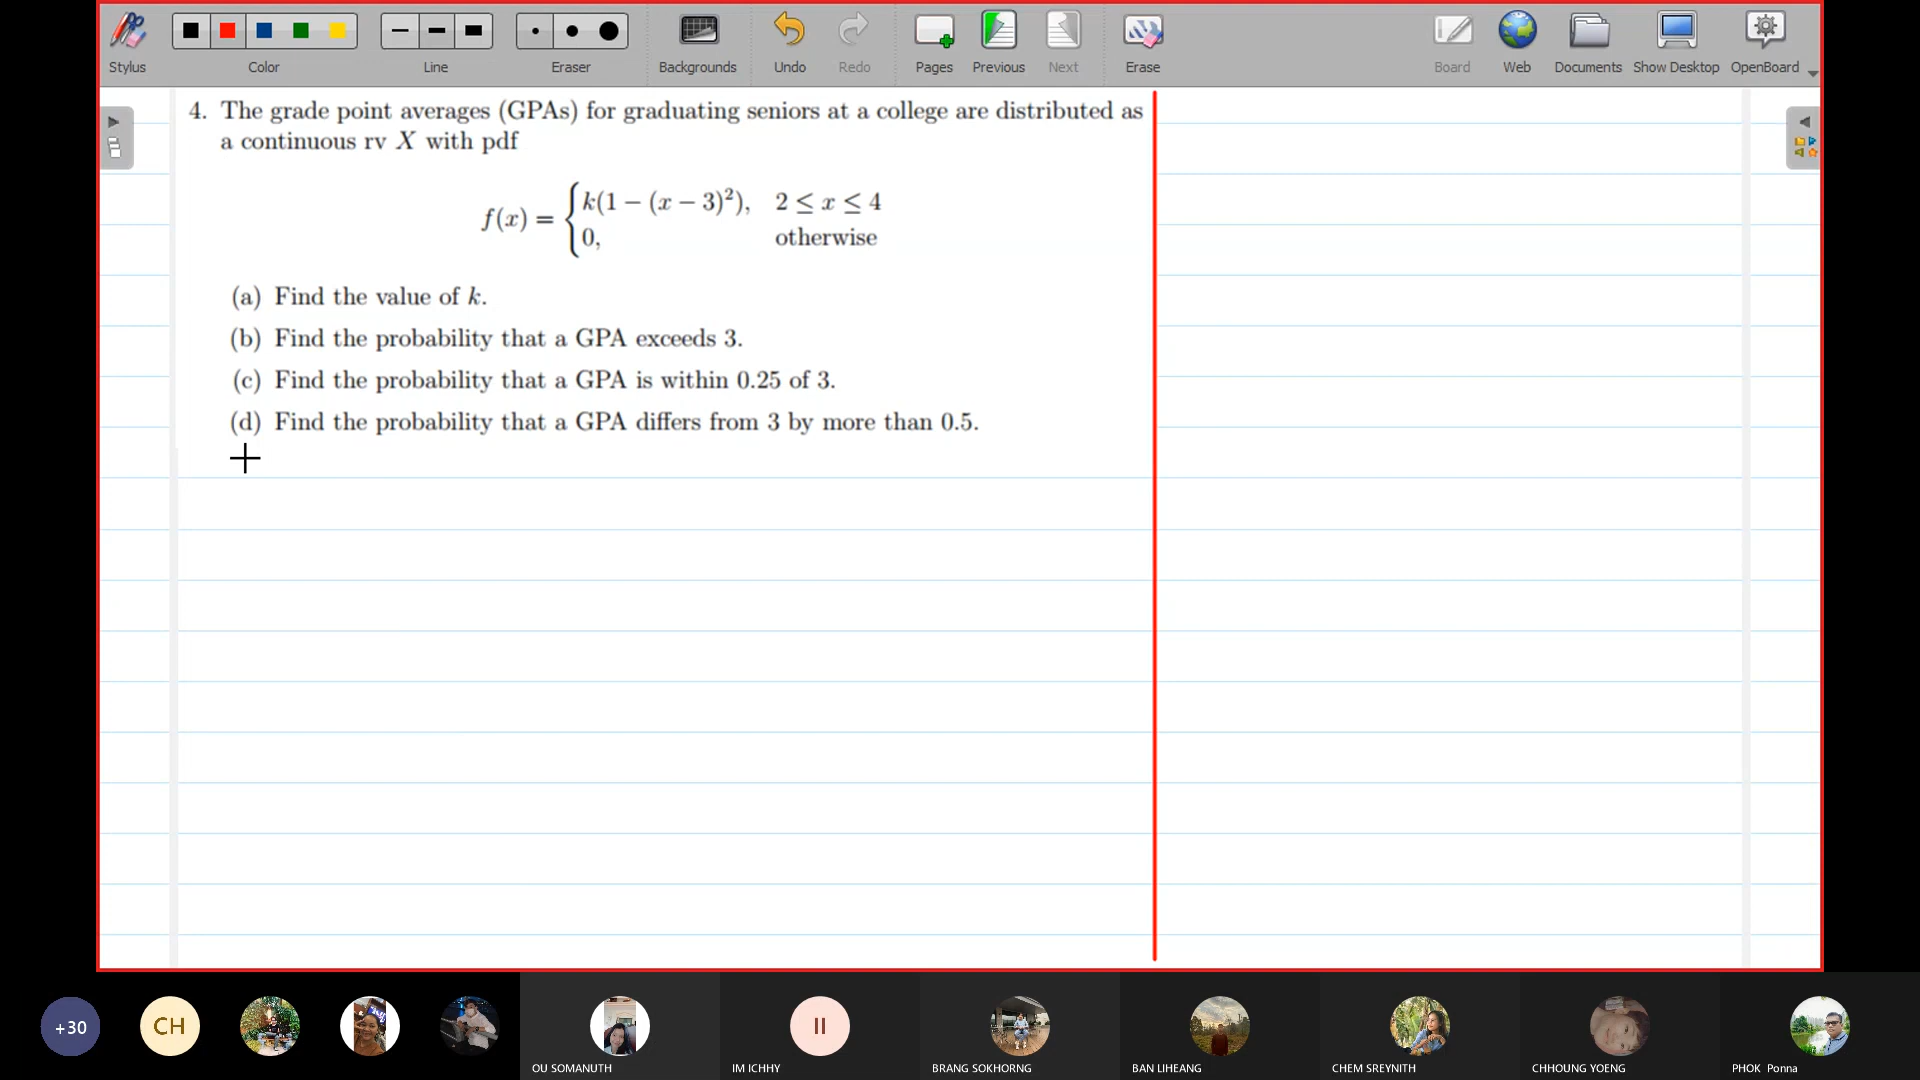 Stylus Color Line Eraser Backgrounds Undo Redo Pages Previous Next Erase Board Web Documents Show Desktop OpenBoard
4. The grade point averages (GPAs) for graduating seniors at a college are distributed as
a continuous rv X with pdf
f(x) = { k(1 − (x − 3)²), 2 ≤ x ≤ 4
0, otherwise
(a) Find the value of k.
(b) Find the probability that a GPA exceeds 3.
(c) Find the probability that a GPA is within 0.25 of 3.
(d) Find the probability that a GPA differs from 3 by more than 0.5.
+30 CH II
OU SOMANUTH IM ICHHY BRANG SOKHORNG BAN LIHEANG CHEM SREYNITH CHHOUNG YOENG PHOK Ponna